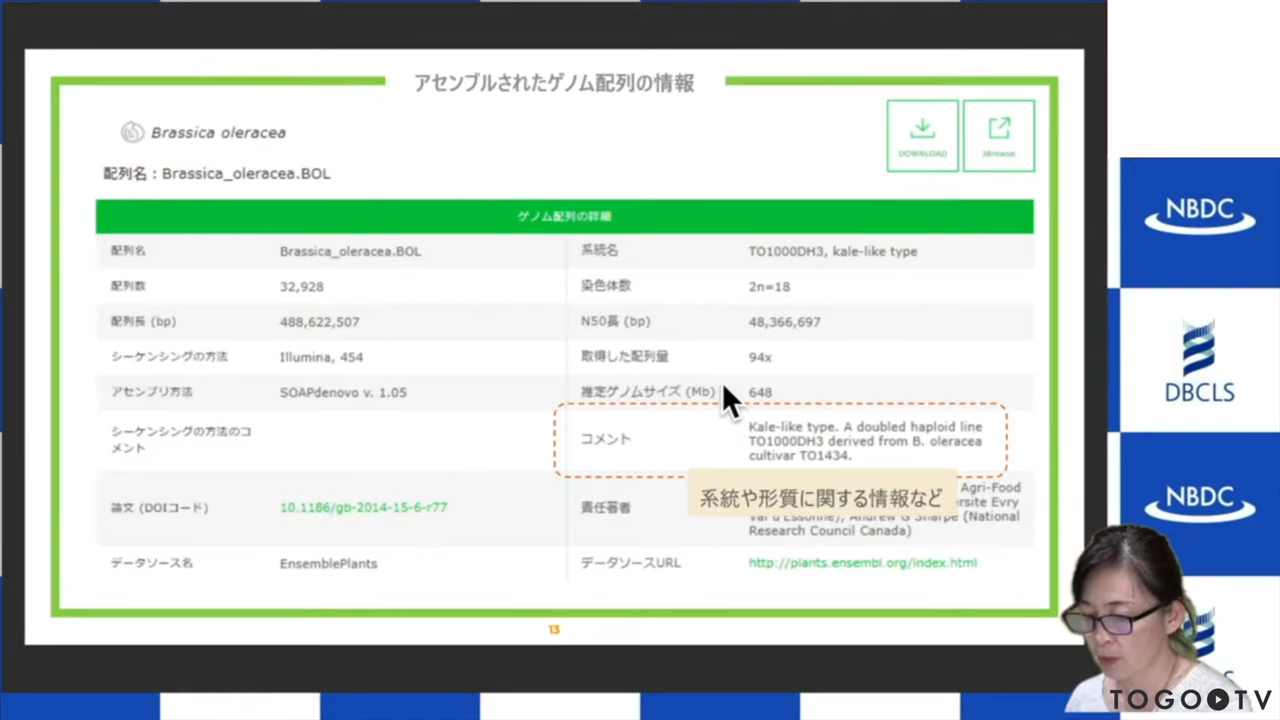 アセンブルされたゲノム配列の情報
Brassica oleracea
DOWNLOAD
JBrowse
配列名：Brassica_oleracea.BOL
ゲノム配列の詳細
配列名 Brassica_oleracea.BOL 系統名 TO1000DH3, kale-like type
配列数 32,928 染色体数 2n=18
配列長 (bp) 488,622,507 N50長 (bp) 48,366,697
シーケンシングの方法 Illumina, 454 取得した配列量 94x
アセンブリ方法 SOAPdenovo v. 1.05 推定ゲノムサイズ (Mb) 648
シーケンシングの方法のコ
メント
コメント
Kale-like type. A doubled haploid line
TO1000DH3 derived from B. oleracea
cultivar TO1434.
系統や形質に関する情報など
論文 (DOIコード) 10.1186/gb-2014-15-6-r77 責任著者
Agri-Food
Evry
Val d'Essonne), Andrew G Sharpe (National
Research Council Canada)
データソース名 EnsemblePlants データソースURL http://plants.ensembl.org/index.html
13
NBDC
DBCLS
NBDC
TOGO TV